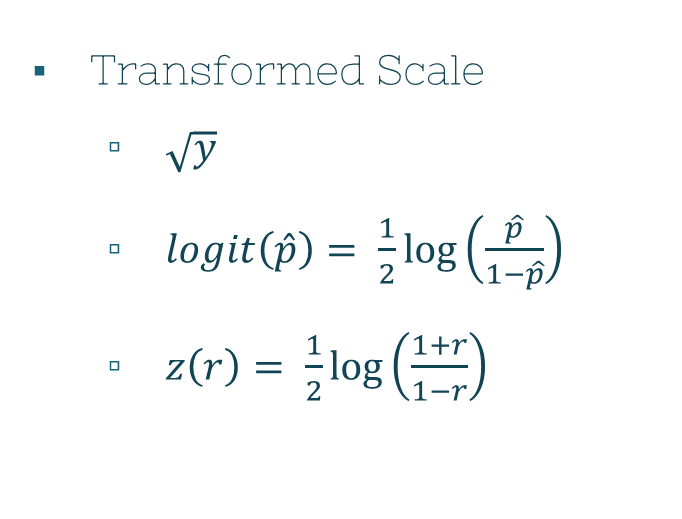 ▪ Transformed Scale
▫ √y
▫ logit(p̂) = 1/2 log(p̂/(1−p̂))
▫ z(r) = 1/2 log((1+r)/(1−r))